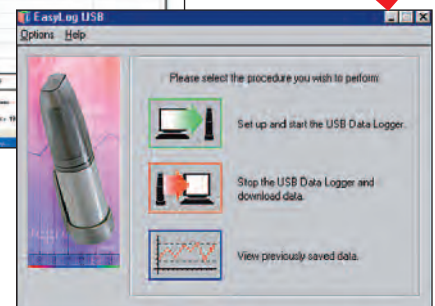 EasyLog USB
Options Help
Please select the procedure you wish to perform:
Set up and start the USB Data Logger.
Stop the USB Data Logger and
download data.
View previously saved data.